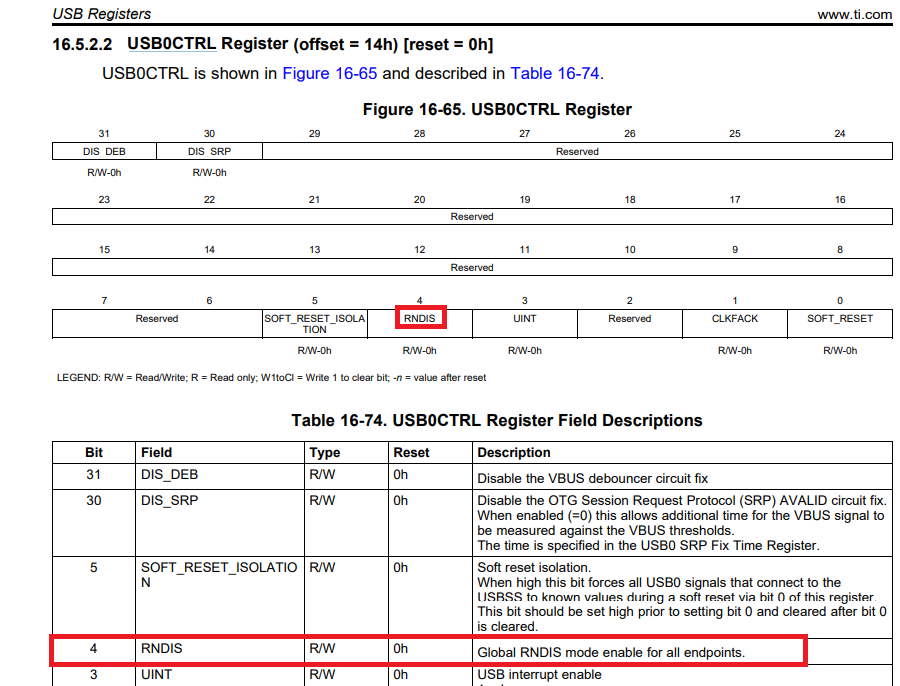 USB Registers www.ti.com
16.5.2.2 USB0CTRL Register (offset = 14h) [reset = 0h]
USB0CTRL is shown in Figure 16-65 and described in Table 16-74.
Figure 16-65. USB0CTRL Register
31 30 29 28 27 26 25 24
DIS_DEB DIS_SRP Reserved
R/W-0h R/W-0h
23 22 21 20 19 18 17 16
Reserved
15 14 13 12 11 10 9 8
Reserved
7 6 5 4 3 2 1 0
Reserved SOFT_RESET_ISOLA RNDIS UINT Reserved CLKFACK SOFT_RESET
TION
R/W-0h R/W-0h R/W-0h R/W-0h R/W-0h
LEGEND: R/W = Read/Write; R = Read only; W1toCl = Write 1 to clear bit; -n = value after reset
Table 16-74. USB0CTRL Register Field Descriptions
Bit Field Type Reset Description
31 DIS_DEB R/W 0h Disable the VBUS debouncer circuit fix
30 DIS_SRP R/W 0h Disable the OTG Session Request Protocol (SRP) AVALID circuit fix.
When enabled (=0) this allows additional time for the VBUS signal to
be measured against the VBUS thresholds.
The time is specified in the USB0 SRP Fix Time Register.
5 SOFT_RESET_ISOLATIO R/W 0h Soft reset isolation.
N When high this bit forces all USB0 signals that connect to the
USBSS to known values during a soft reset via bit 0 of this register.
This bit should be set high prior to setting bit 0 and cleared after bit 0
is cleared.
4 RNDIS R/W 0h Global RNDIS mode enable for all endpoints.
3 UINT R/W 0h USB interrupt enable